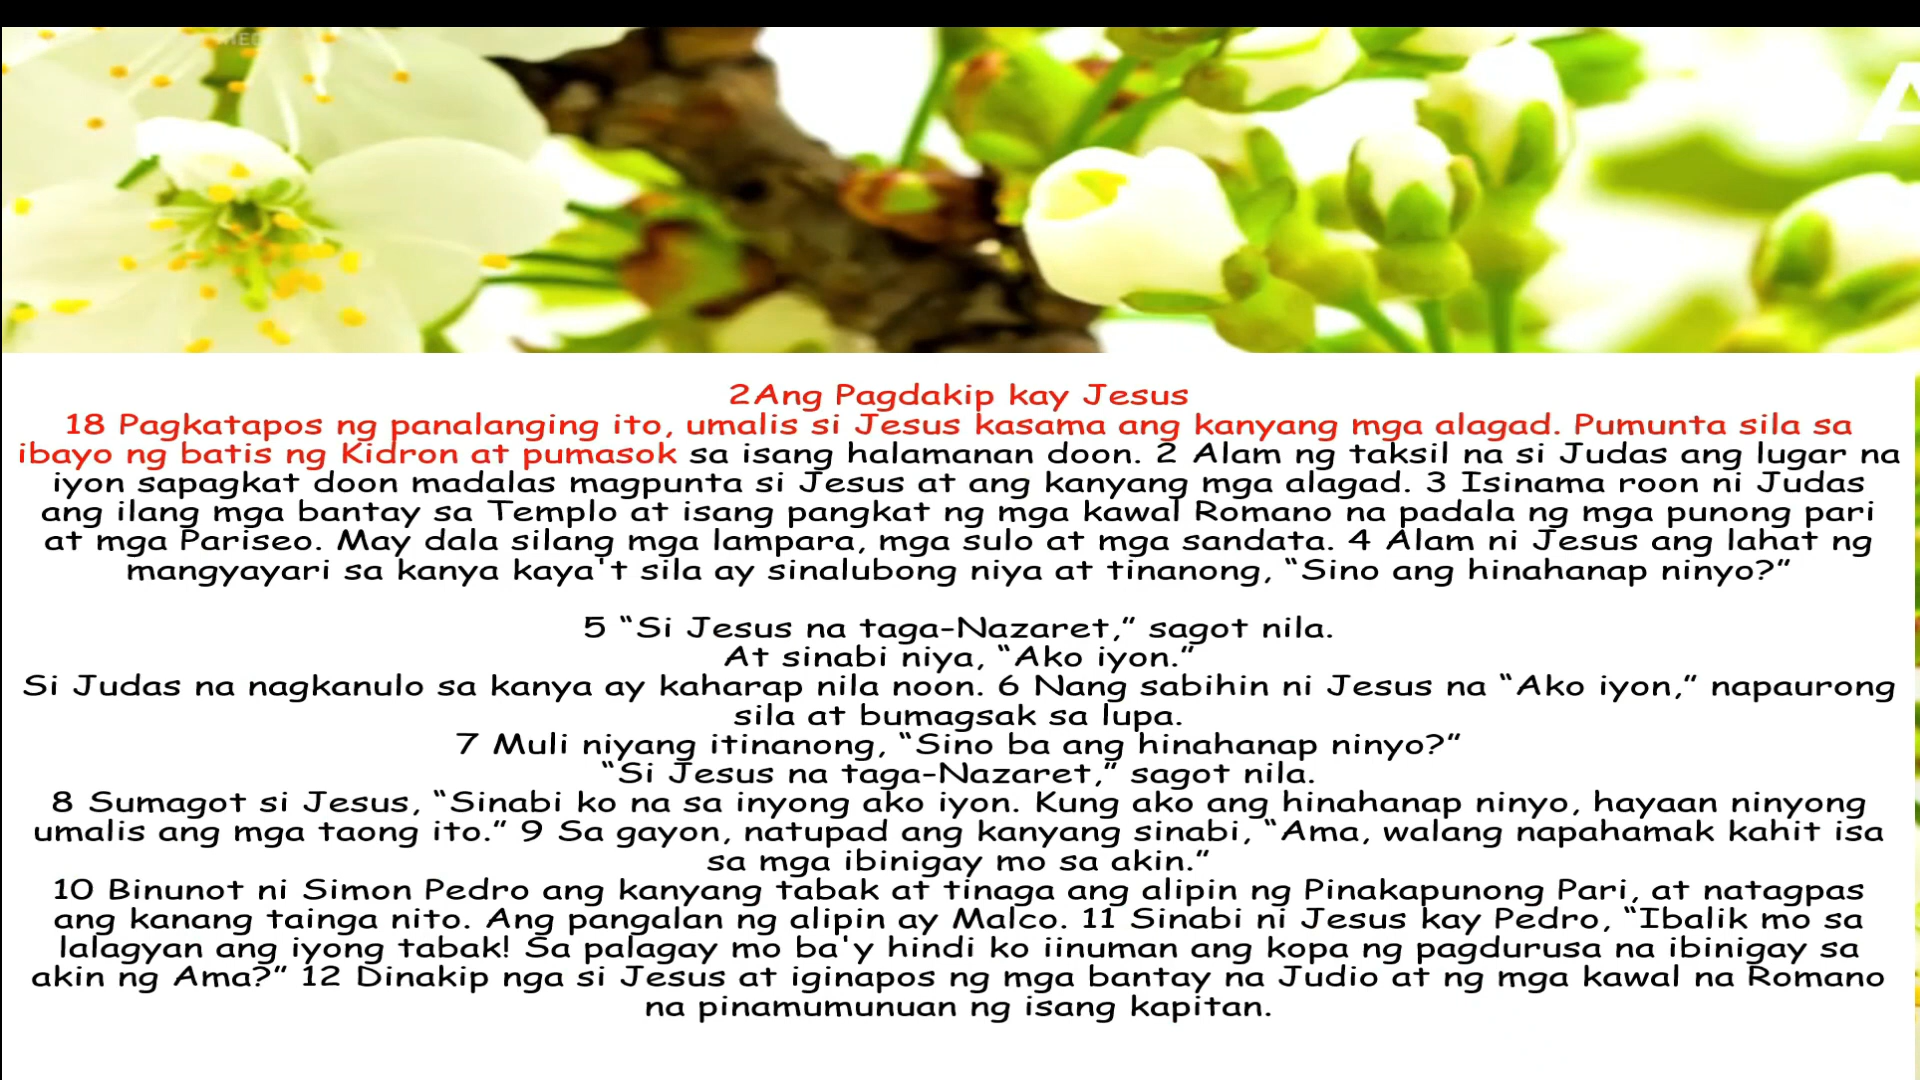 2Ang Pagdakip kay Jesus
18 Pagkatapos ng panalanging ito, umalis si Jesus kasama ang kanyang mga alagad. Pumunta sila sa
ibayo ng batis ng Kidron at pumasok sa isang halamanan doon. 2 Alam ng taksil na si Judas ang lugar na
iyon sapagkat doon madalas magpunta si Jesus at ang kanyang mga alagad. 3 Isinama roon ni Judas
ang ilang mga bantay sa Templo at isang pangkat ng mga kawal Romano na padala ng mga punong pari
at mga Pariseo. May dala silang mga lampara, mga sulo at mga sandata. 4 Alam ni Jesus ang lahat ng
mangyayari sa kanya kaya't sila ay sinalubong niya at tinanong, “Sino ang hinahanap ninyo?”
5 “Si Jesus na taga-Nazaret,” sagot nila.
At sinabi niya, “Ako iyon.”
Si Judas na nagkanulo sa kanya ay kaharap nila noon. 6 Nang sabihin ni Jesus na “Ako iyon,” napaurong
sila at bumagsak sa lupa.
7 Muli niyang itinanong, “Sino ba ang hinahanap ninyo?”
“Si Jesus na taga-Nazaret,” sagot nila.
8 Sumagot si Jesus, “Sinabi ko na sa inyong ako iyon. Kung ako ang hinahanap ninyo, hayaan ninyong
umalis ang mga taong ito.” 9 Sa gayon, natupad ang kanyang sinabi, “Ama, walang napahamak kahit isa
sa mga ibinigay mo sa akin.”
10 Binunot ni Simon Pedro ang kanyang tabak at tinaga ang alipin ng Pinakapunong Pari, at natagpas
ang kanang tainga nito. Ang pangalan ng alipin ay Malco. 11 Sinabi ni Jesus kay Pedro, “Ibalik mo sa
lalagyan ang iyong tabak! Sa palagay mo ba'y hindi ko iinuman ang kopa ng pagdurusa na ibinigay sa
akin ng Ama?” 12 Dinakip nga si Jesus at iginapos ng mga bantay na Judio at ng mga kawal na Romano
na pinamumunuan ng isang kapitan.